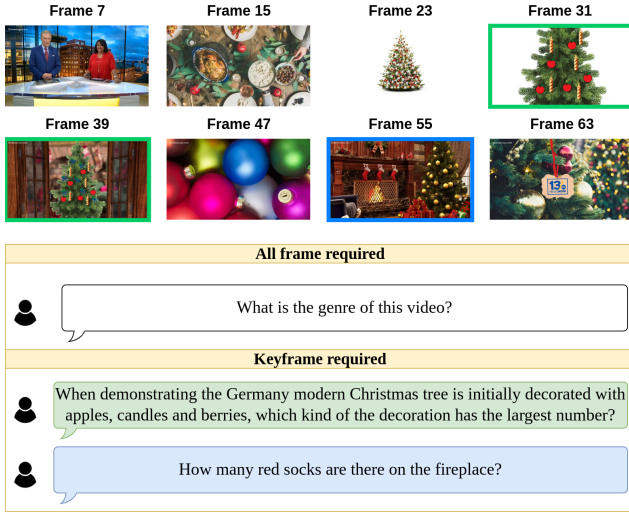 Frame 7 Frame 15 Frame 23 Frame 31
Frame 39 Frame 47 Frame 55 Frame 63
13
All frame required
What is the genre of this video?
Keyframe required
When demonstrating the Germany modern Christmas tree is initially decorated with
apples, candles and berries, which kind of the decoration has the largest number?
How many red socks are there on the fireplace?